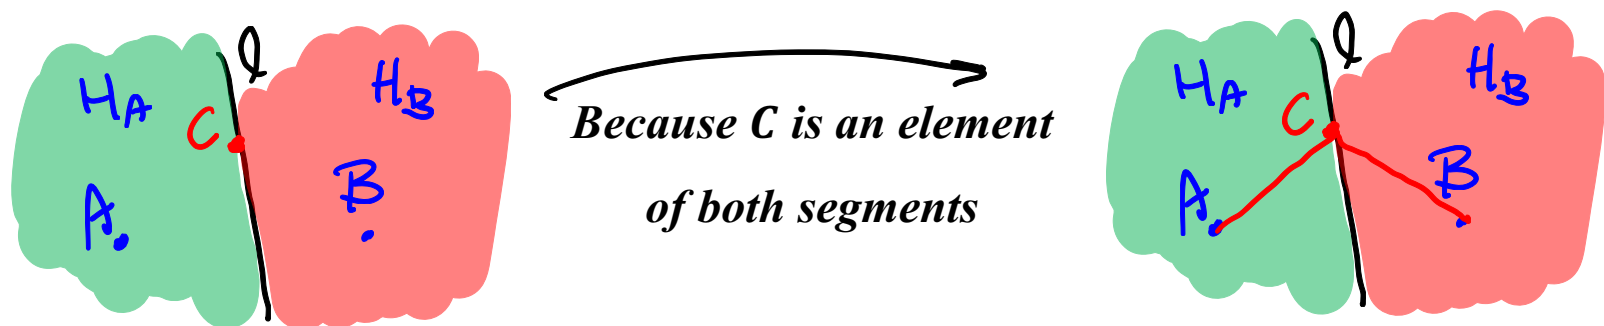 l
H_A
H_B
C
A
B
Because C is an element
of both segments
l
H_A
H_B
C
A
B